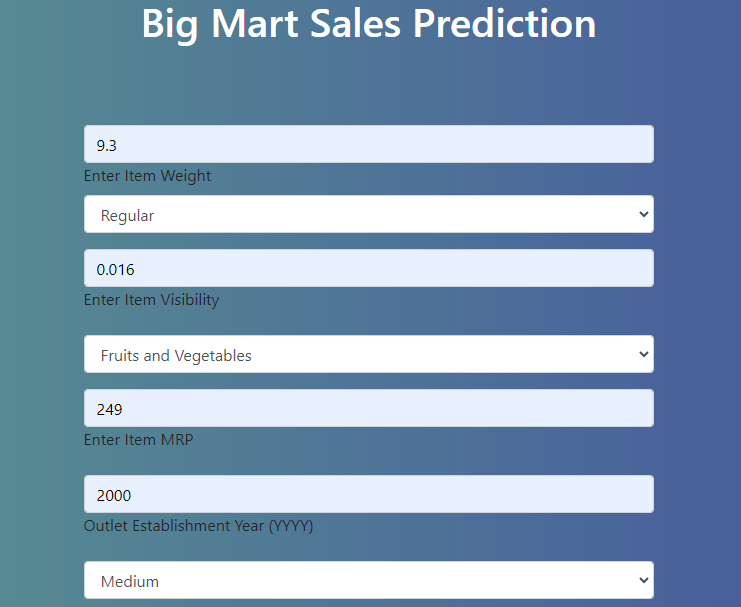 Big Mart Sales Prediction
9.3
Enter Item Weight
Regular
0.016
Enter Item Visibility
Fruits and Vegetables
249
Enter Item MRP
2000
Outlet Establishment Year (YYYY)
Medium